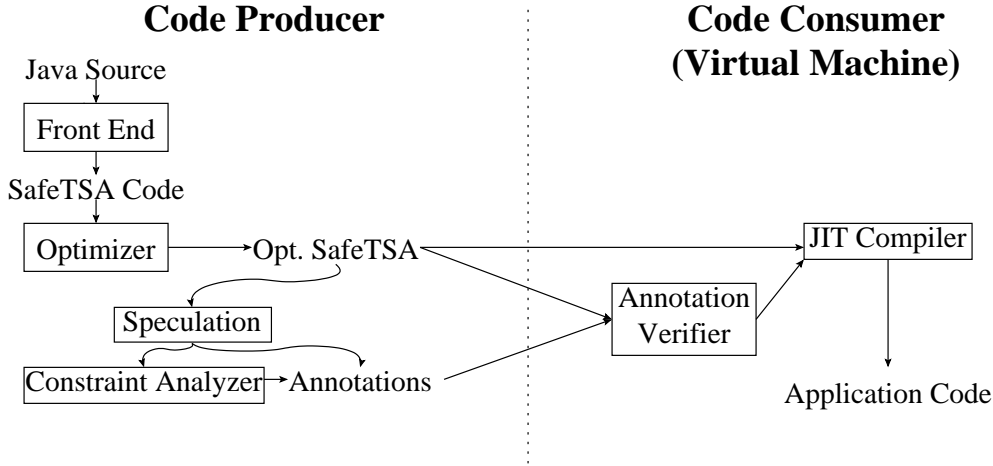 Code Producer
Code Consumer
(Virtual Machine)
Java Source
Front End
SafeTSA Code
Optimizer
Opt. SafeTSA
JIT Compiler
Speculation
Annotation
Verifier
Constraint Analyzer
Annotations
Application Code